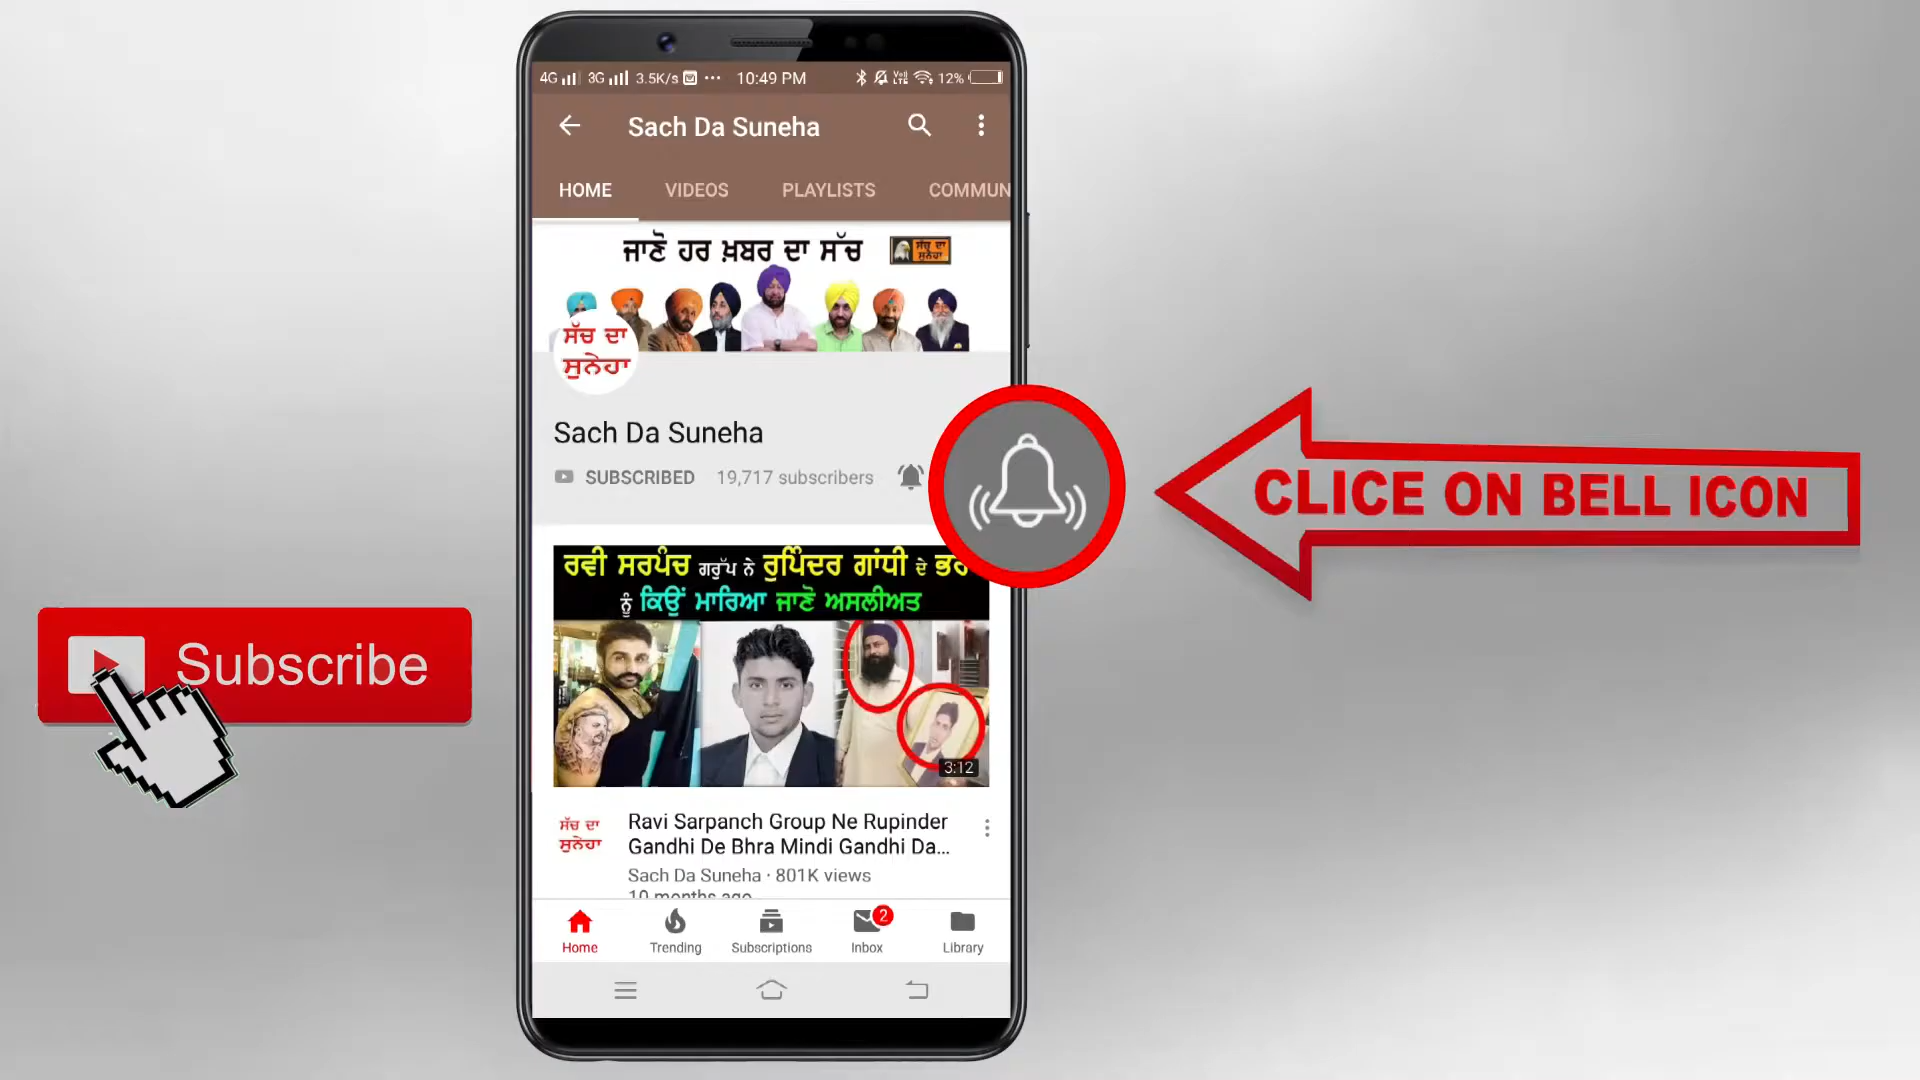 4G 3G 3.5K/s 10:49 PM 12%
Sach Da Suneha
HOME VIDEOS PLAYLISTS COMMUN
ਜਾਣੋ ਹਰ ਖ਼ਬਰ ਦਾ ਸੱਚ
ਸੱਚ ਦਾ
ਸੁਨੇਹਾ
ਸੱਚ ਦਾ
ਸੁਨੇਹਾ
Sach Da Suneha
SUBSCRIBED 19,717 subscribers
CLICE ON BELL ICON
ਰਵੀ ਸਰਪੰਚ ਗਰੁੱਪ ਨੇ ਰੁਪਿੰਦਰ ਗਾਂਧੀ ਦੇ
ਨੂੰ ਕਿਉਂ ਮਾਰਿਆ ਜਾਣੋ ਅਸਲੀਅਤ
Subscribe
3:12
ਸੱਚ ਦਾ
ਸੁਨੇਹਾ
Ravi Sarpanch Group Ne Rupinder
Gandhi De Bhra Mindi Gandhi Da...
Sach Da Suneha · 801K views
10 months ago
2
Home Trending Subscriptions Inbox Library